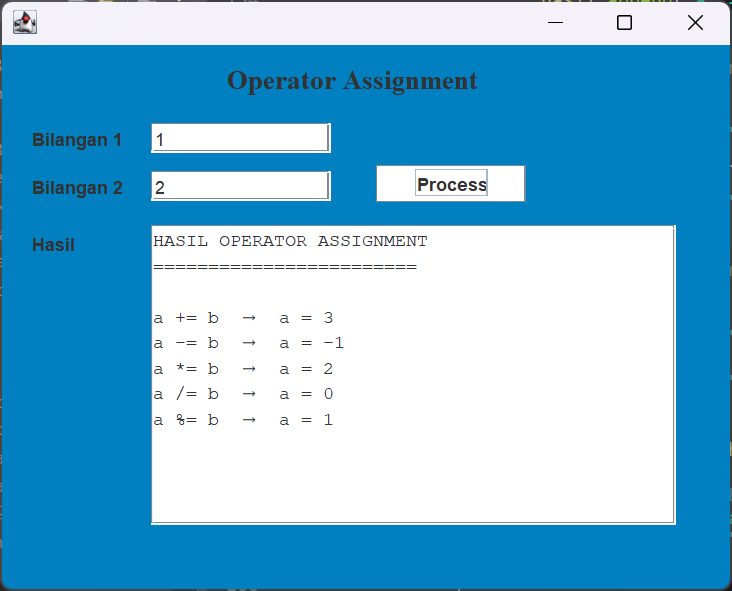 Operator Assignment
Bilangan 1 1
Bilangan 2 2 Process
Hasil
HASIL OPERATOR ASSIGNMENT
========================
a += b → a = 3
a -= b → a = -1
a *= b → a = 2
a /= b → a = 0
a %= b → a = 1